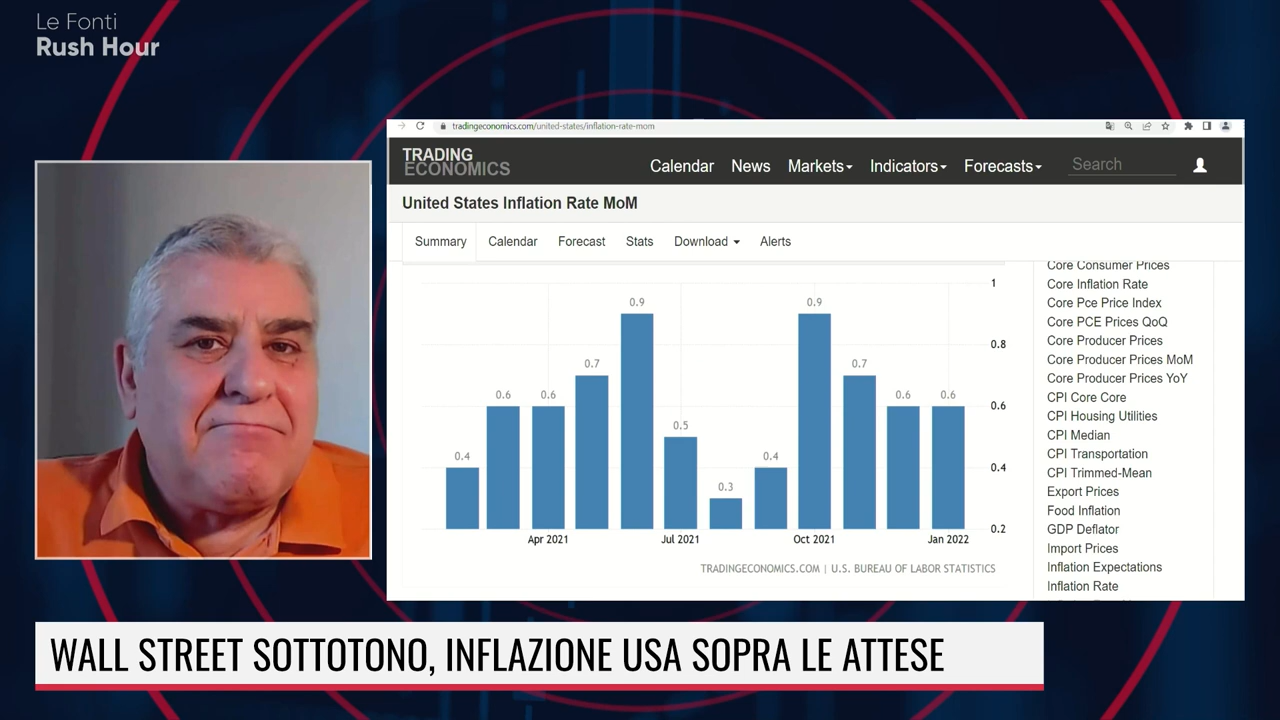 Le Fonti
Rush Hour
tradingeconomics.com/united-states/inflation-rate-mom
TRADING
ECONOMICS
Calendar News Markets Indicators Forecasts Search
United States Inflation Rate MoM
Summary Calendar Forecast Stats Download Alerts
0.4 0.6 0.6 0.7 0.9 0.5 0.3 0.4 0.9 0.7 0.6 0.6
1
0.8
0.6
0.4
0.2
Apr 2021 Jul 2021 Oct 2021 Jan 2022
TRADINGECONOMICS.COM | U.S. BUREAU OF LABOR STATISTICS
Core Consumer Prices
Core Inflation Rate
Core Pce Price Index
Core PCE Prices QoQ
Core Producer Prices
Core Producer Prices MoM
Core Producer Prices YoY
CPI Core Core
CPI Housing Utilities
CPI Median
CPI Transportation
CPI Trimmed-Mean
Export Prices
Food Inflation
GDP Deflator
Import Prices
Inflation Expectations
Inflation Rate
WALL STREET SOTTOTONO, INFLAZIONE USA SOPRA LE ATTESE